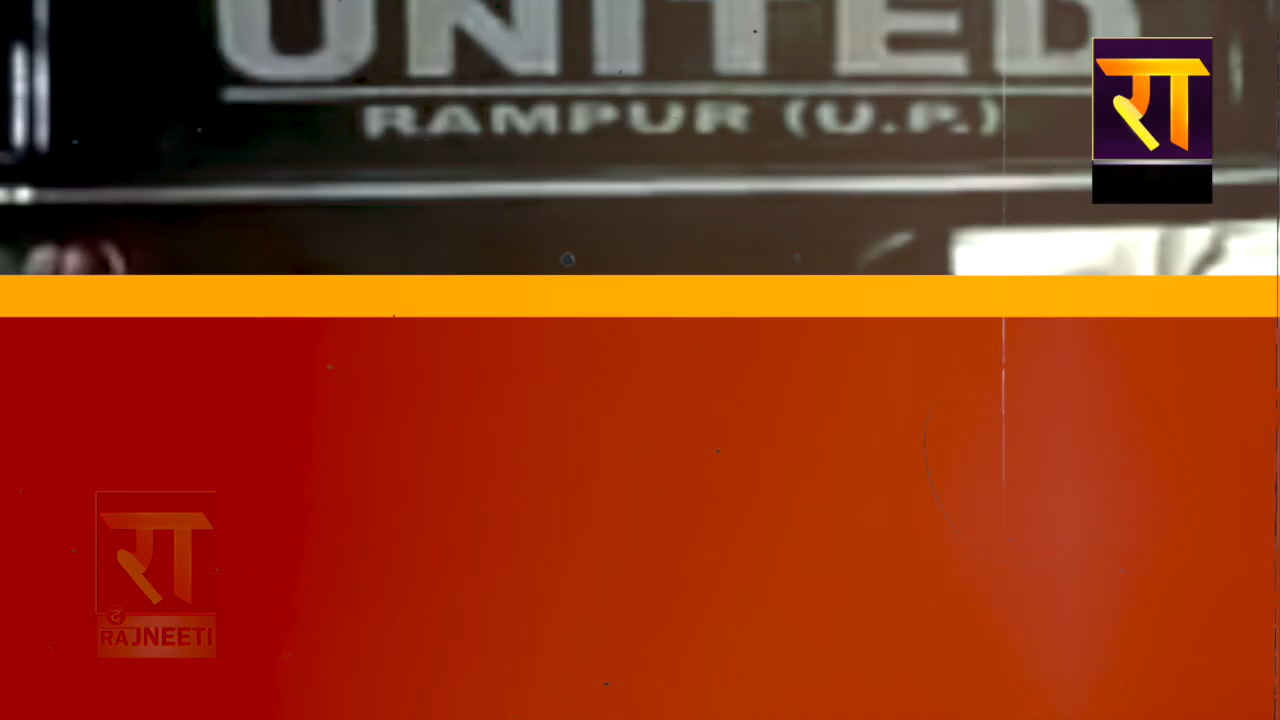 UNITED
RAMPUR (U.P.)
रा
रा
द
RAJNEETI